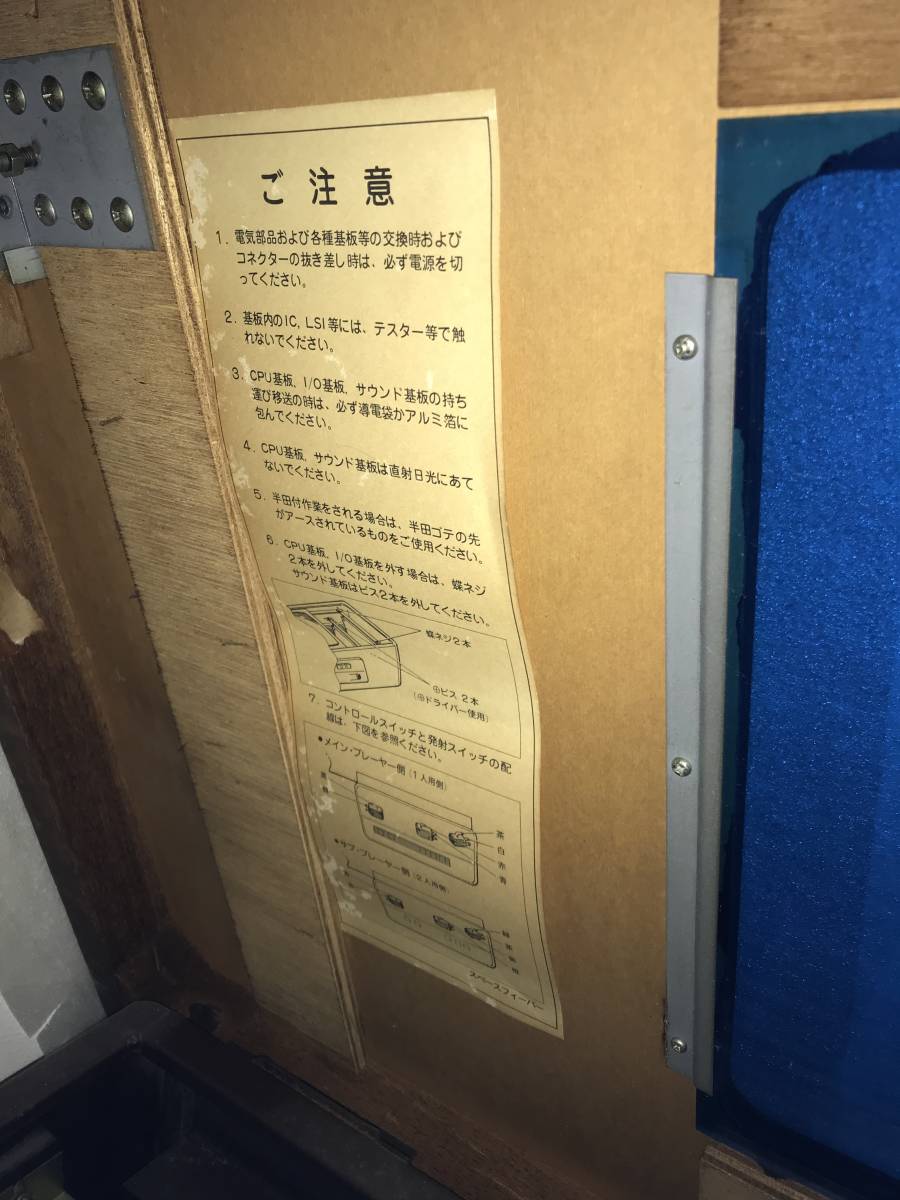 ご注意
1. 電気部品および各種基板等の交換時および
コネクターの抜き差し時は、必ず電源を切
ってください。
2. 基板内のIC, LSI等には、テスター等で触
れないでください。
3. CPU基板、I/O基板, サウンド基板の持ち
運び移送の時は、必ず導電袋かアルミ箔に
包んでください。
4. CPU基板, サウンド基板は直射日光にあて
ないでください。
5. 半田付作業をされる場合は、半田ゴテの先
がアースされているものをご使用ください。
6. CPU基板、I/O基板を外す場合は、蝶ネジ
2本を外してください。
サウンド基板はビス2本を外してください。
蝶ネジ2本
⊕ビス 2本
(⊕ドライバー使用)
7. コントロールスイッチと発射スイッチの配
線は、下図を参照ください。
●メイン・プレーヤー側 (1人用側)
茶
白
赤
青
●サブ・プレーヤー側 (2人用側)
緑
スペースフィーバー